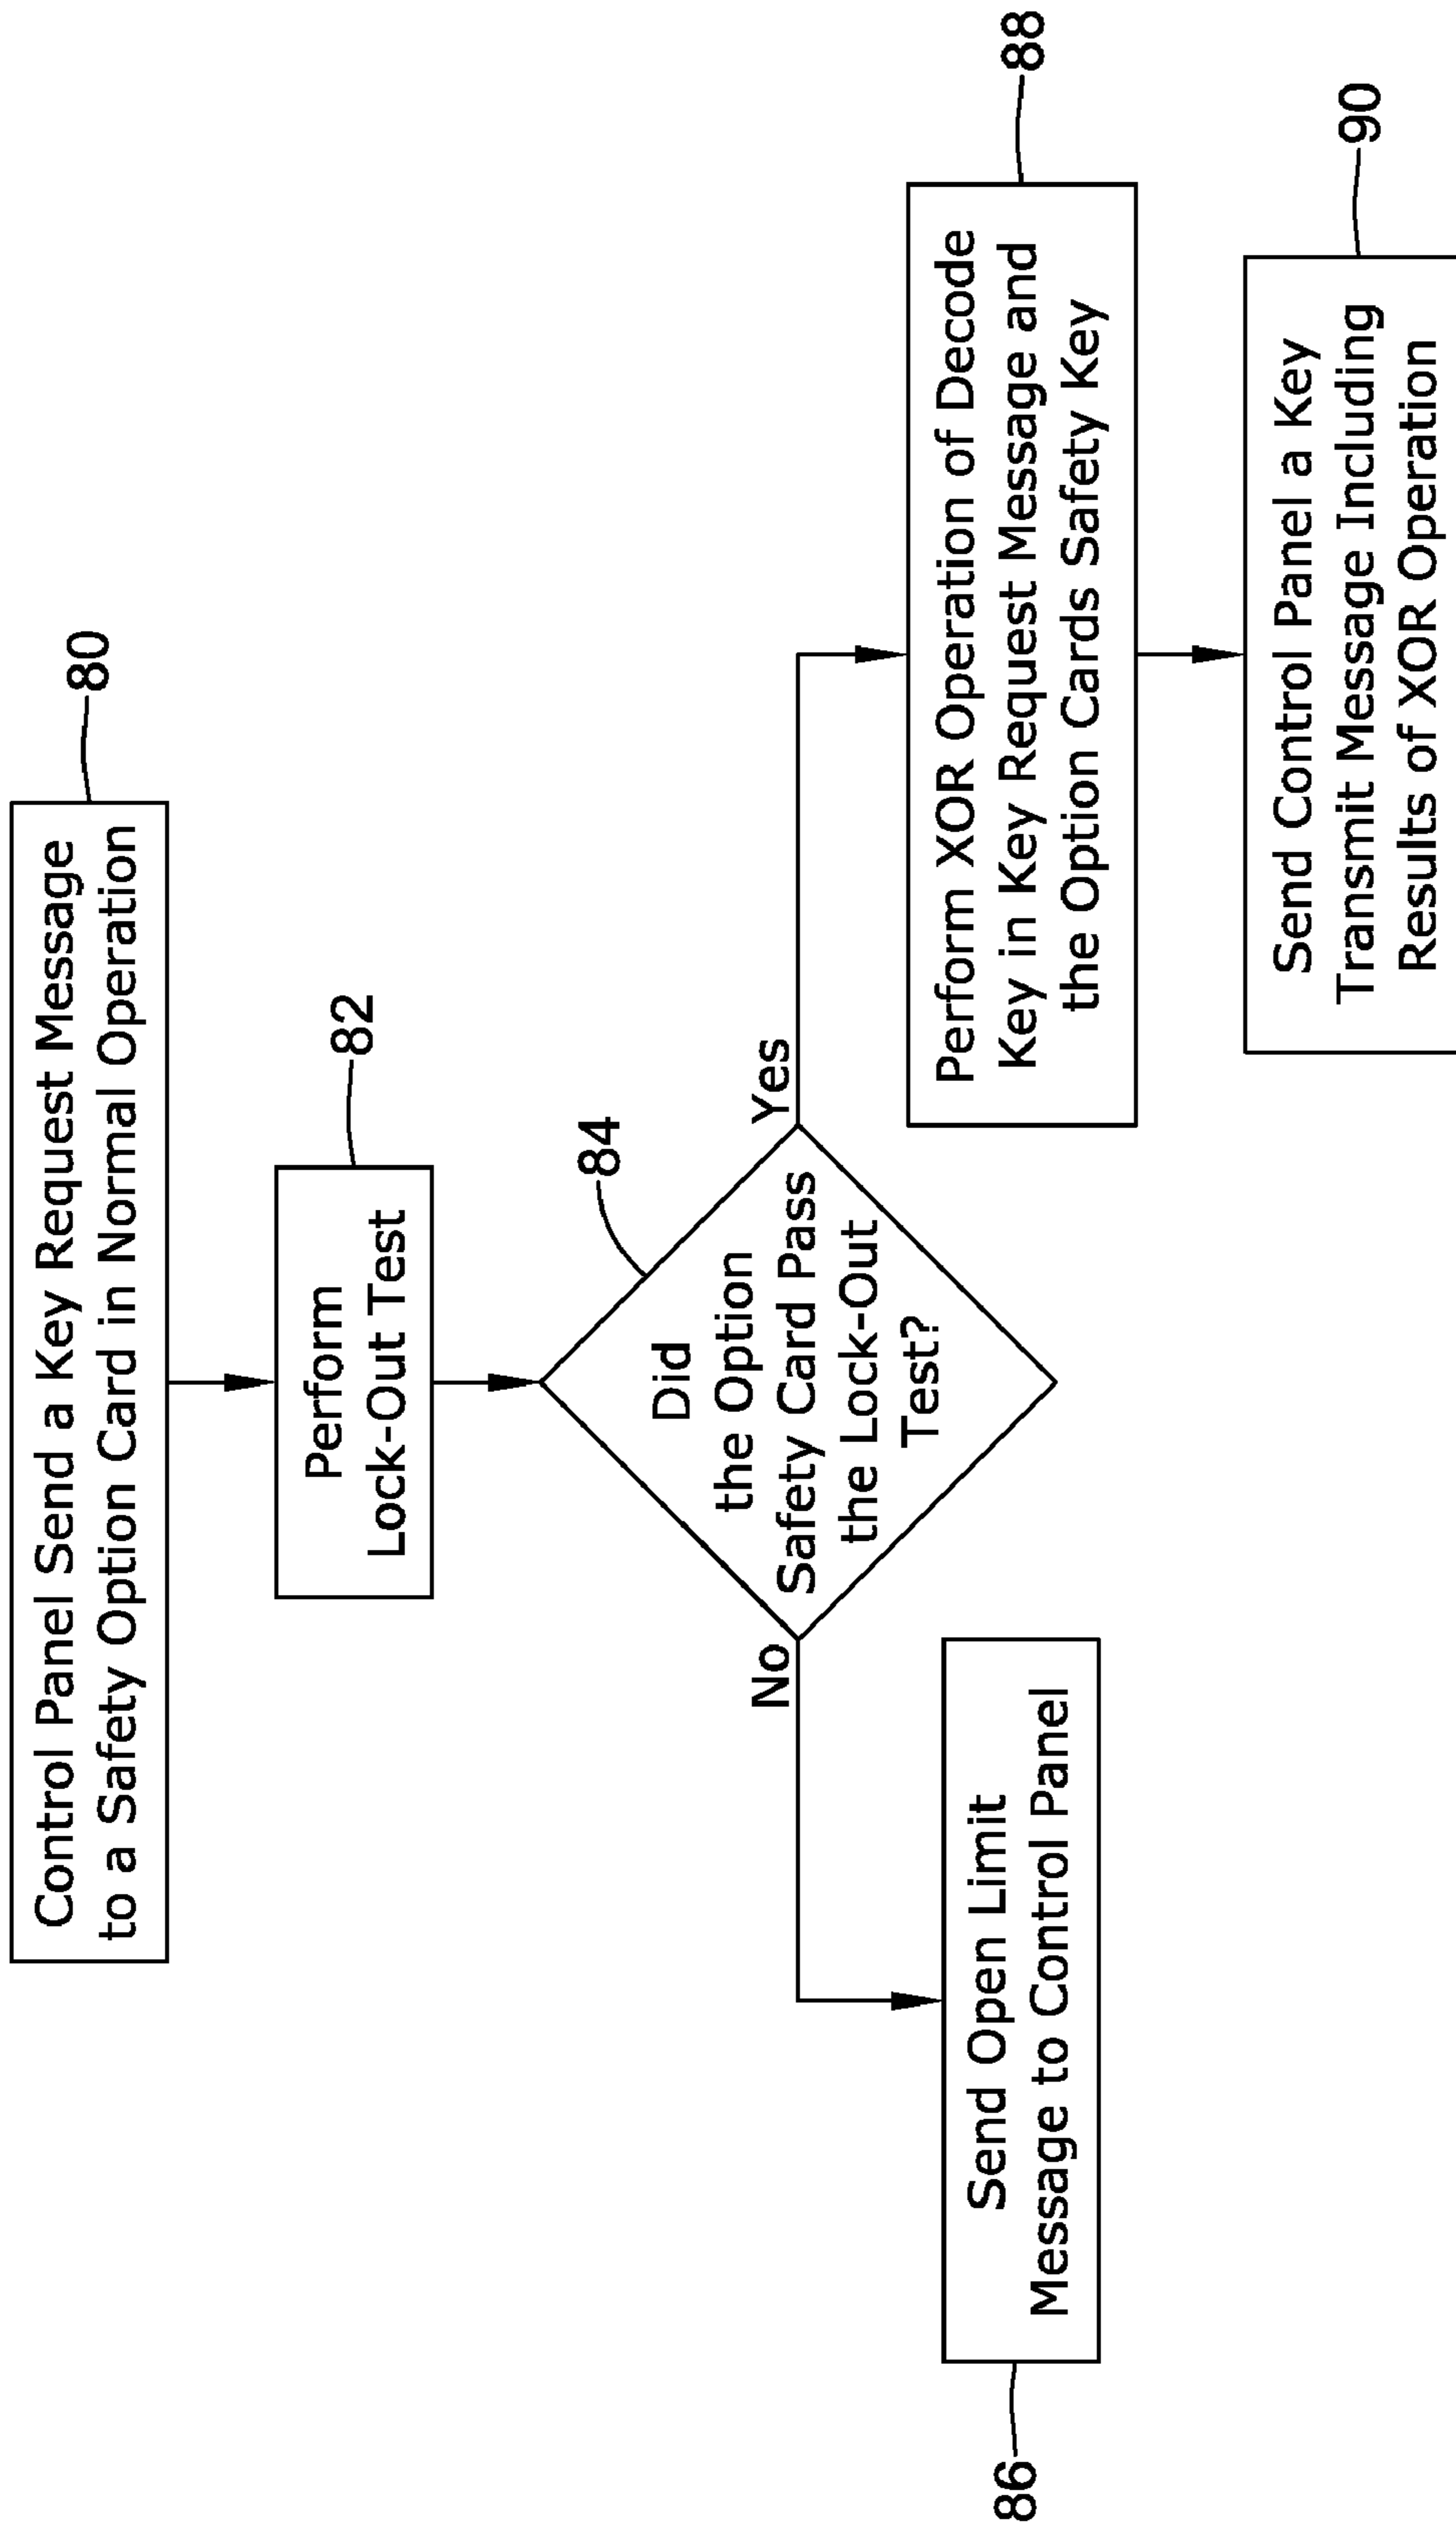 Control Panel Send a Key Request Message
to a Safety Option Card in Normal Operation
80
Perform
Lock-Out Test
82
84
Did
the Option
Safety Card Pass
the Lock-Out
Test?
No
Yes
Send Open Limit
Message to Control Panel
86
Perform XOR Operation of Decode
Key in Key Request Message and
the Option Cards Safety Key
88
Send Control Panel a Key
Transmit Message Including
Results of XOR Operation
90